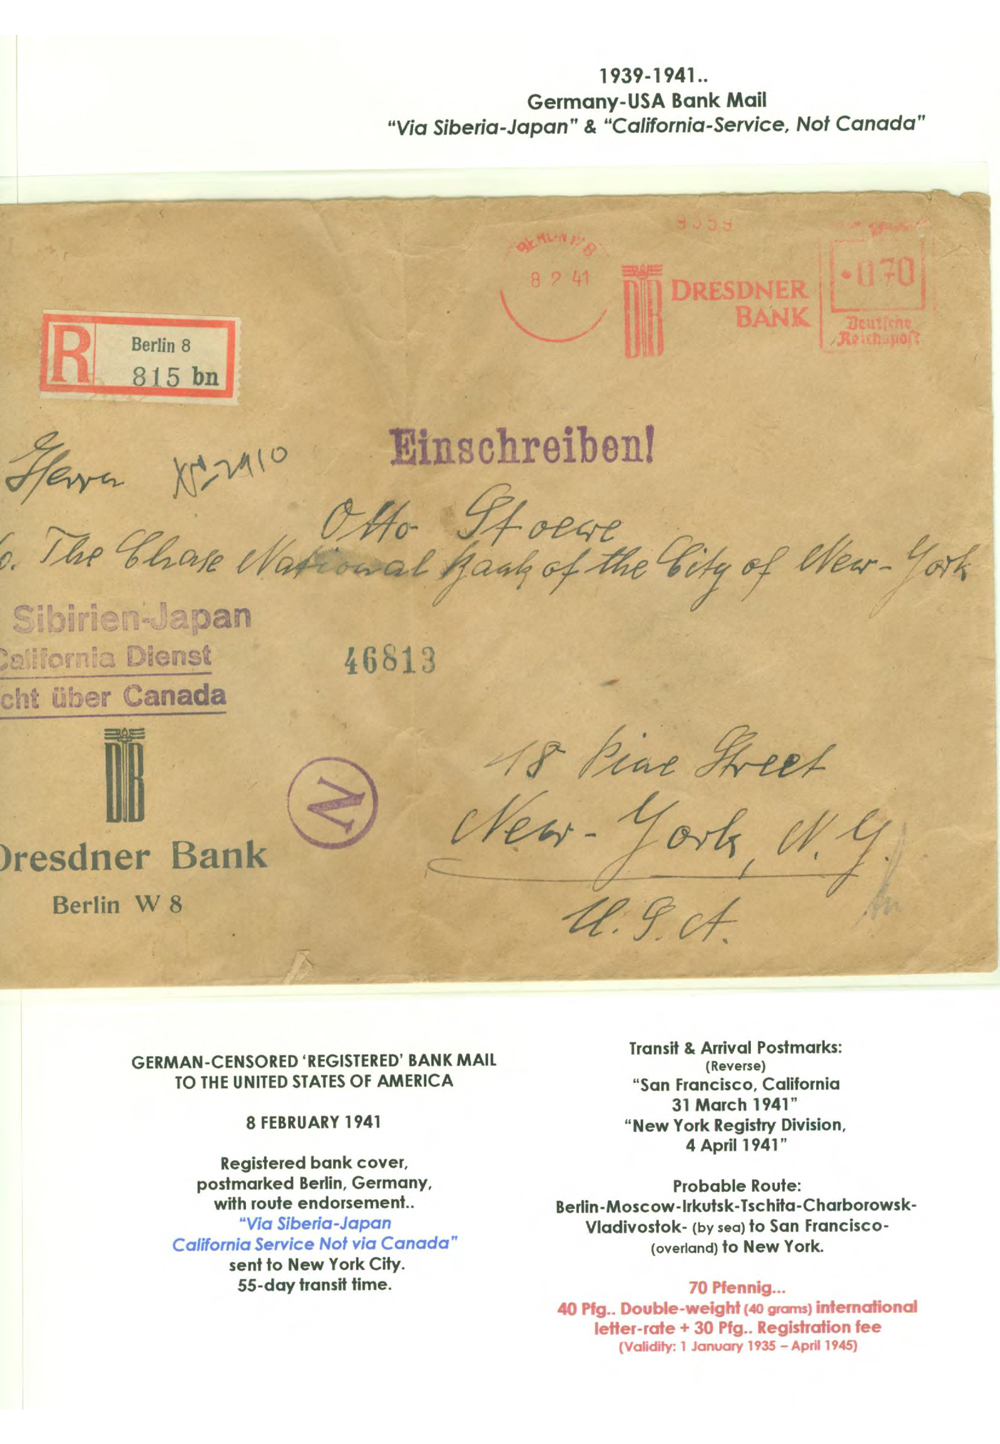 1939-1941..
Germany-USA Bank Mail
“Via Siberia-Japan” & “California-Service, Not Canada”
9359
BERLIN W 8
8 2 41
DRESDNER
BANK
070
Deutsche
Reichspost
R
Berlin 8
815 bn
Einschreiben!
Herrn
Otto Stoewe
o. The Chase National Bank of the City of New-York
Sibirien-Japan
California Dienst
cht über Canada
46813
N
DB
Dresdner Bank
Berlin W 8
18 Pine Street
New-York, N.Y.
U.S.A.
GERMAN-CENSORED ‘REGISTERED’ BANK MAIL
TO THE UNITED STATES OF AMERICA
8 FEBRUARY 1941
Registered bank cover,
postmarked Berlin, Germany,
with route endorsement..
“Via Siberia-Japan
California Service Not via Canada”
sent to New York City.
55-day transit time.
Transit & Arrival Postmarks:
(Reverse)
“San Francisco, California
31 March 1941”
“New York Registry Division,
4 April 1941”
Probable Route:
Berlin-Moscow-Irkutsk-Tschita-Charborowsk-
Vladivostok- (by sea) to San Francisco-
(overland) to New York.
70 Pfennig...
40 Pfg.. Double-weight (40 grams) international
letter-rate + 30 Pfg.. Registration fee
(Validity: 1 January 1935 – April 1945)